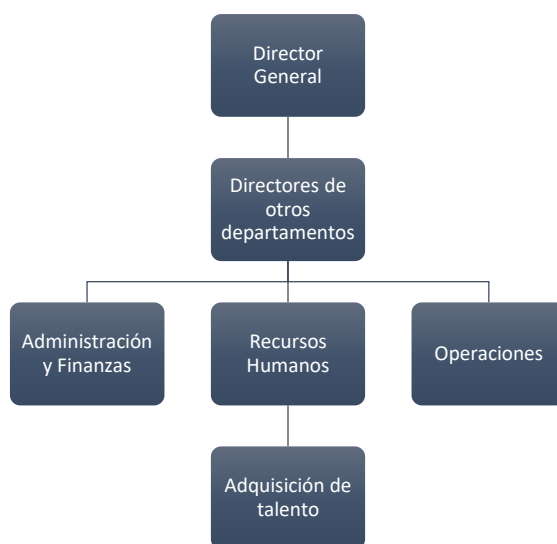 Director
General
Directores de
otros
departamentos
Administración
y Finanzas
Recursos
Humanos
Operaciones
Adquisición de
talento